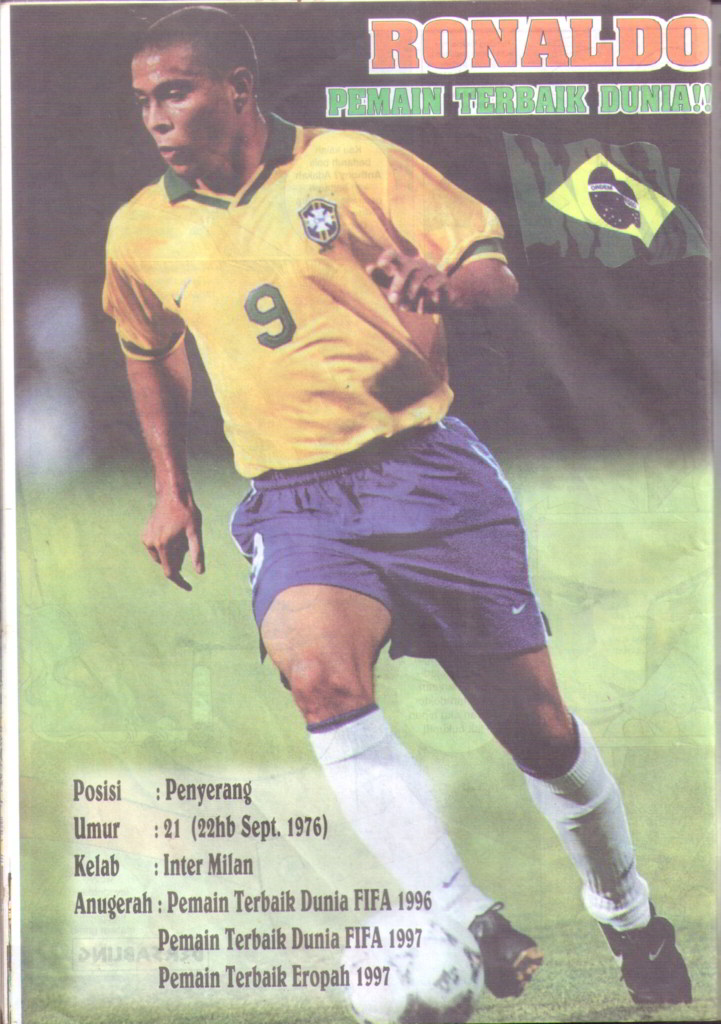 RONALDO
PEMAIN TERBAIK DUNIA!!
9
Posisi : Penyerang
Umur : 21 (22hb Sept. 1976)
Kelab : Inter Milan
Anugerah : Pemain Terbaik Dunia FIFA 1996
Pemain Terbaik Dunia FIFA 1997
Pemain Terbaik Eropah 1997